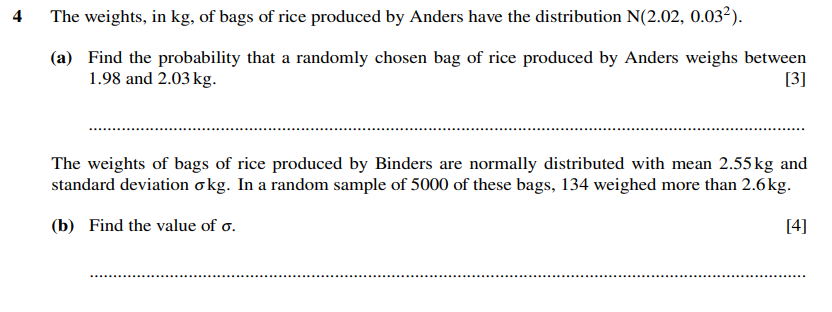 4 The weights, in kg, of bags of rice produced by Anders have the distribution N(2.02, 0.03²).
(a) Find the probability that a randomly chosen bag of rice produced by Anders weighs between
1.98 and 2.03 kg. [3]
The weights of bags of rice produced by Binders are normally distributed with mean 2.55 kg and
standard deviation σ kg. In a random sample of 5000 of these bags, 134 weighed more than 2.6 kg.
(b) Find the value of σ. [4]